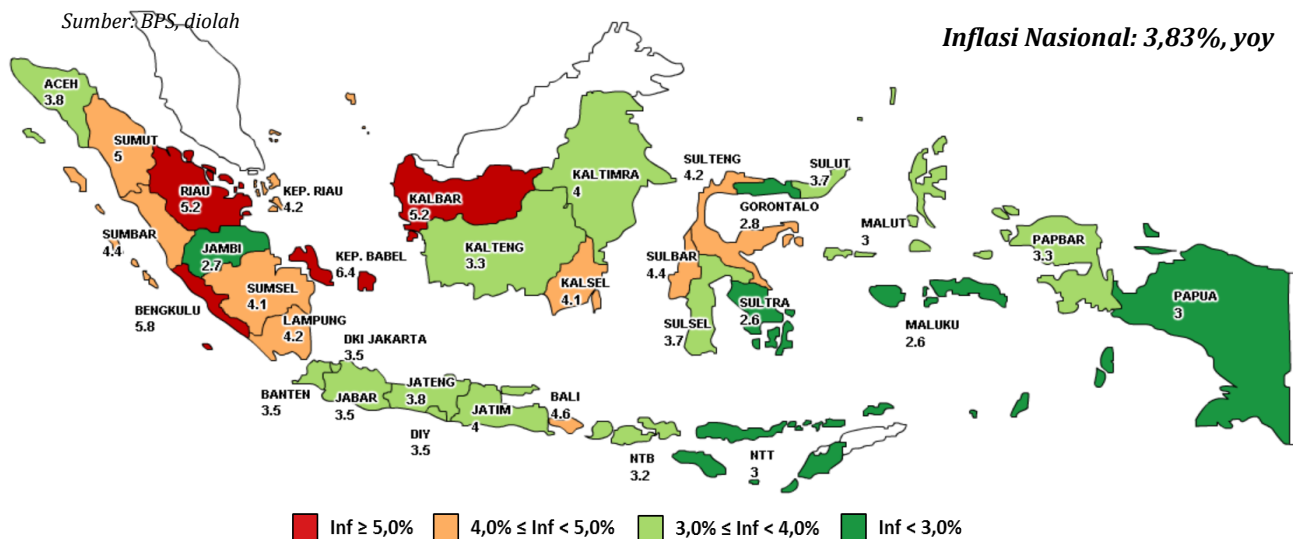 Sumber: BPS, diolah
Inflasi Nasional: 3,83%, yoy
ACEH
3.8
SUMUT
5
RIAU
5.2
KEP. RIAU
4.2
SUMBAR
4.4
JAMBI
2.7
KEP. BABEL
6.4
BENGKULU
5.8
SUMSEL
4.1
LAMPUNG
4.2
DKI JAKARTA
3.5
BANTEN
3.5
JABAR
3.5
JATENG
3.8
DIY
3.5
JATIM
4
BALI
4.6
NTB
3.2
NTT
3
KALBAR
5.2
KALTENG
3.3
KALTIMRA
4
KALSEL
4.1
SULTENG
4.2
SULUT
3.7
GORONTALO
2.8
SULBAR
4.4
SULSEL
3.7
SULTRA
2.6
MALUT
3
MALUKU
2.6
PAPBAR
3.3
PAPUA
3
Inf ≥ 5,0%
4,0% ≤ Inf < 5,0%
3,0% ≤ Inf < 4,0%
Inf < 3,0%